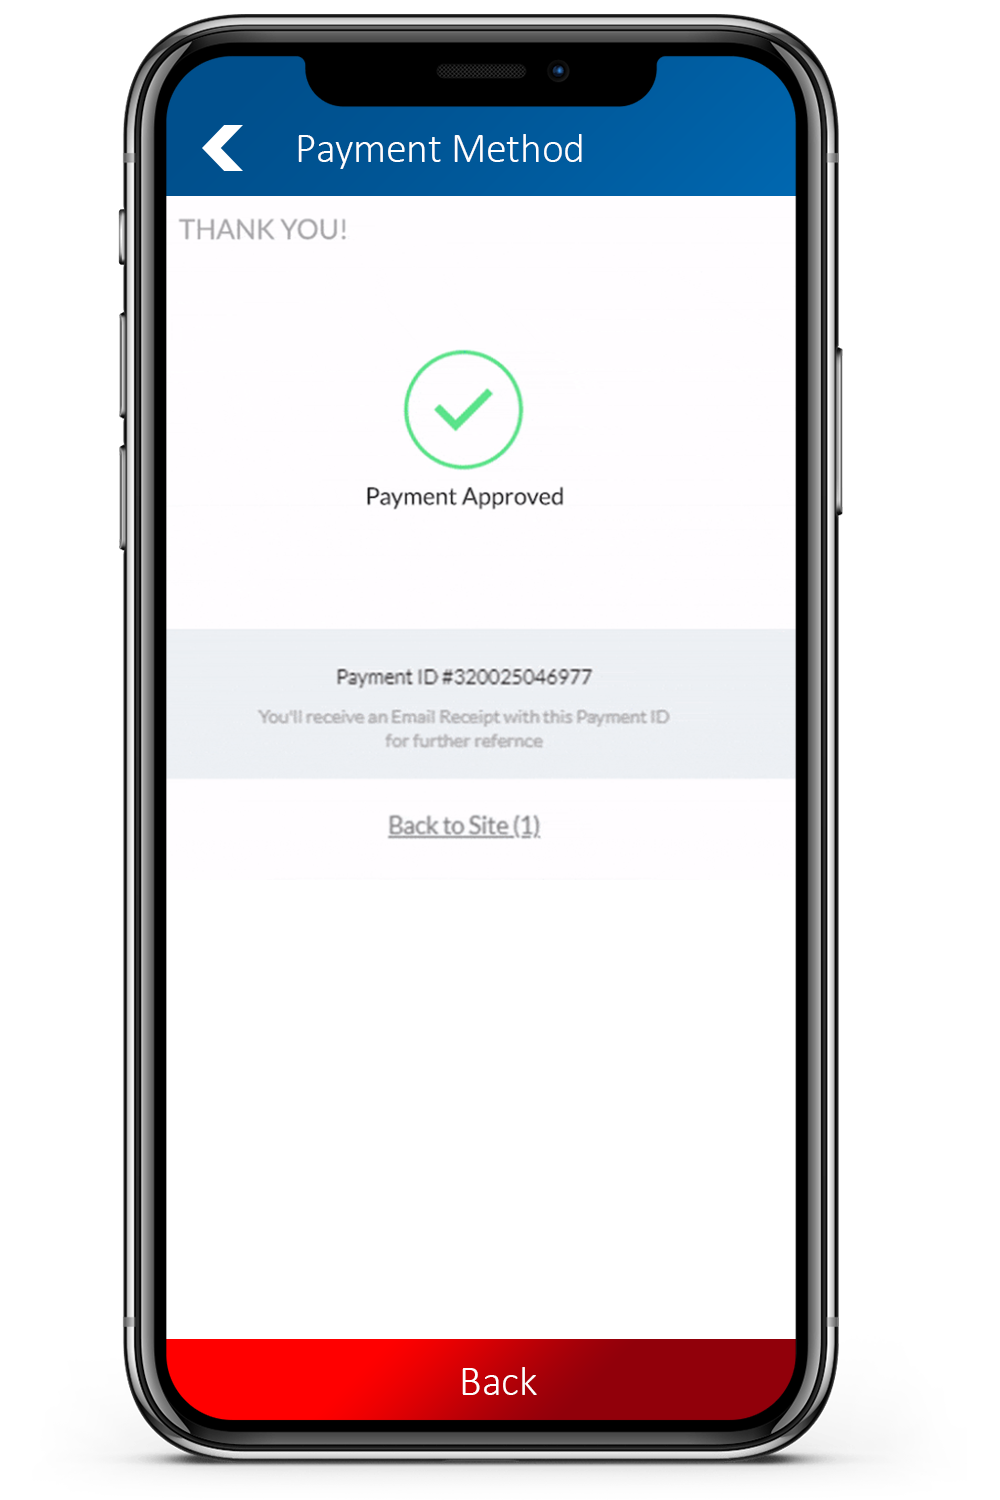 Payment Method
THANK YOU!
Payment Approved
Payment ID #320025046977
You'll receive an Email Receipt with this Payment ID
for further refernce
Back to Site (1)
Back